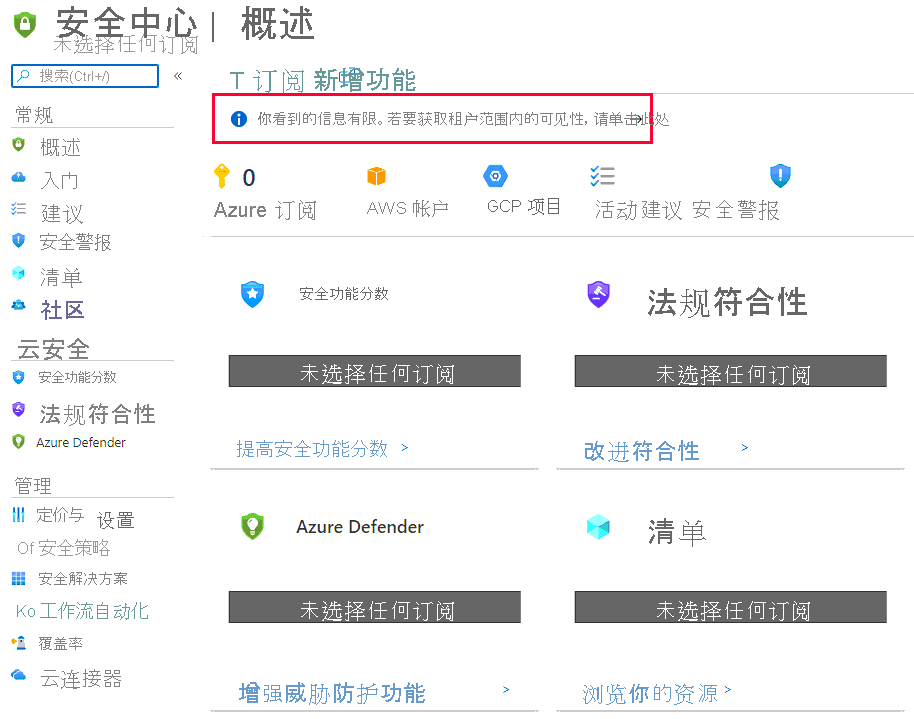 安全中心 | 概述
未选择任何订阅
搜索(Ctrl+/)
«
T 订阅 新增功能
常规
概述
入门
建议
安全警报
清单
社区
云安全
安全功能分数
法规符合性
Azure Defender
管理
定价与 设置
Of 安全策略
安全解决方案
Ko 工作流自动化
覆盖率
云连接器
你看到的信息有限。若要获取租户范围内的可见性, 请单击此处
0
Azure 订阅
AWS 帐户
GCP 项目
活动建议
安全警报
安全功能分数
未选择任何订阅
提高安全功能分数 >
法规符合性
未选择任何订阅
改进符合性 >
Azure Defender
未选择任何订阅
增强威胁防护功能 >
清单
未选择任何订阅
浏览你的资源 >